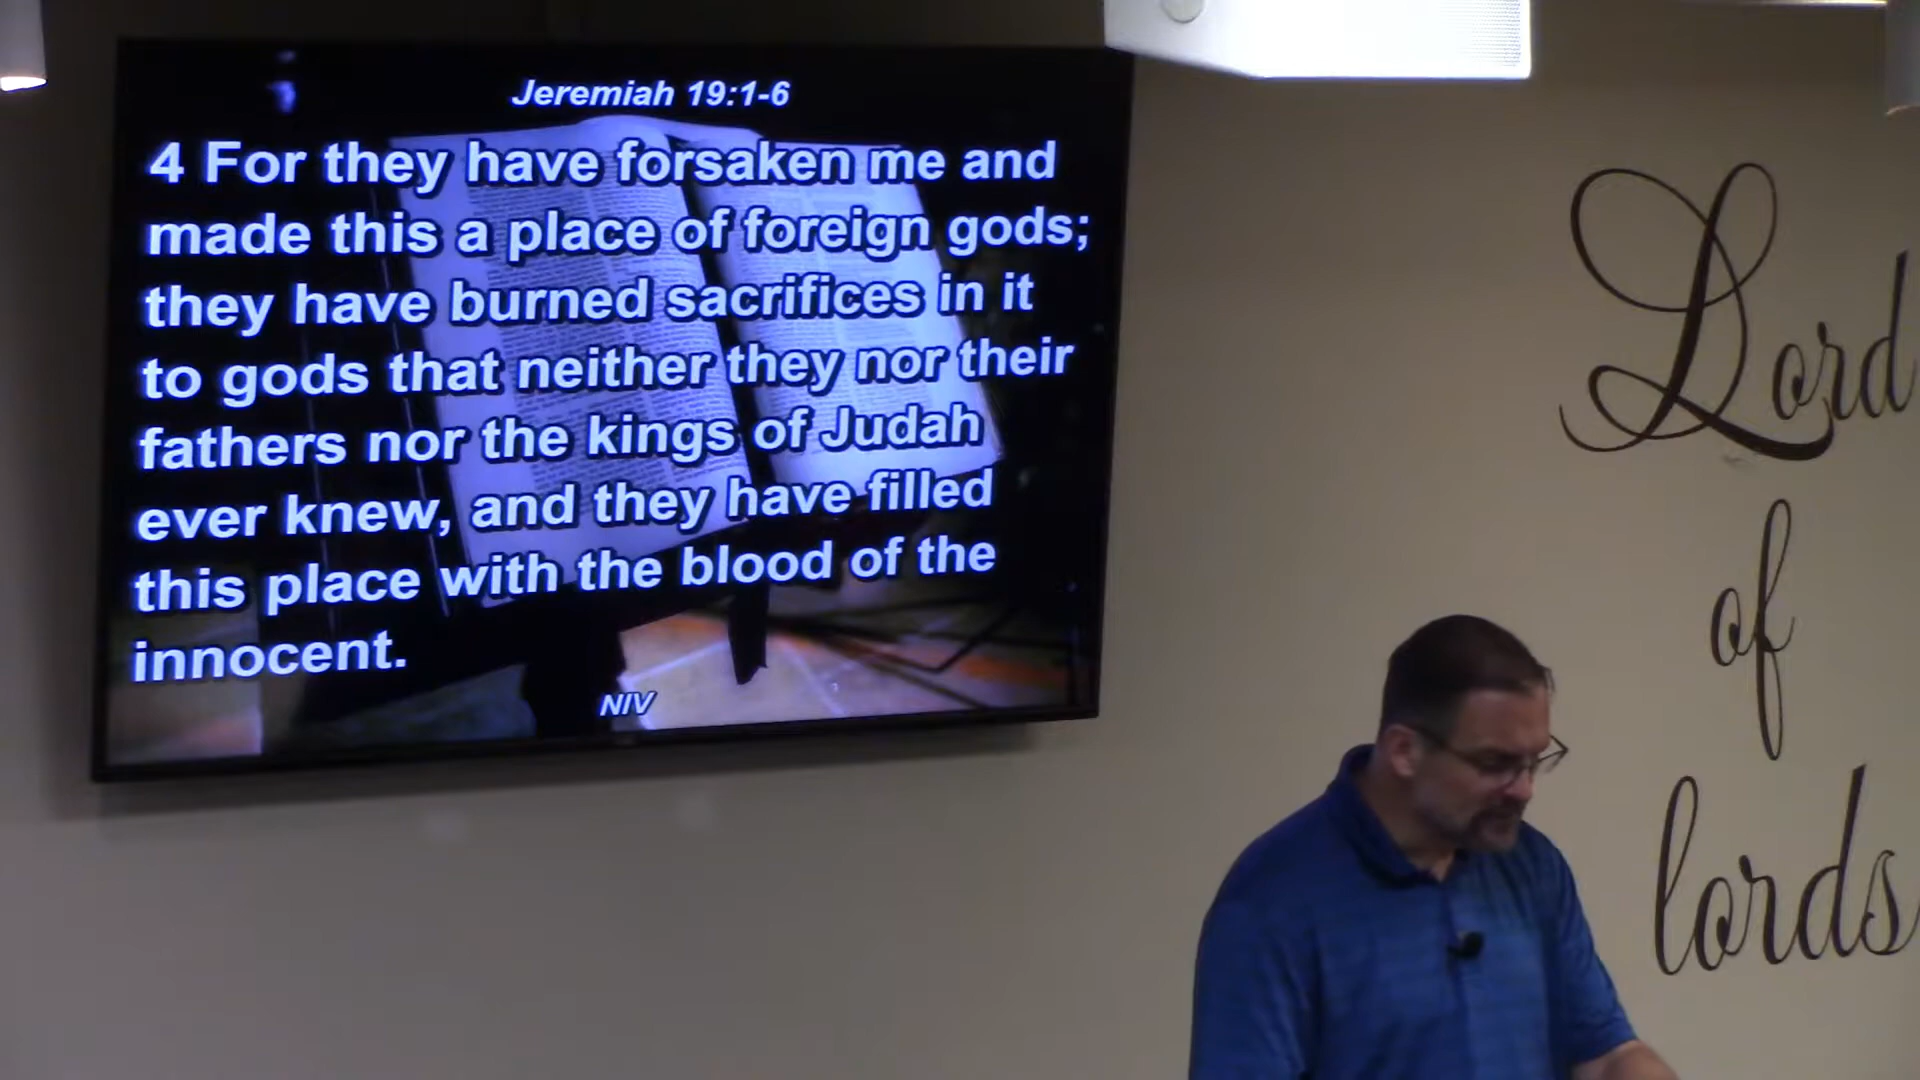 Jeremiah 19:1-6
4 For they have forsaken me and
made this a place of foreign gods;
they have burned sacrifices in it
to gods that neither they nor their
fathers nor the kings of Judah
ever knew, and they have filled
this place with the blood of the
innocent.
NIV
Lord
of
lords